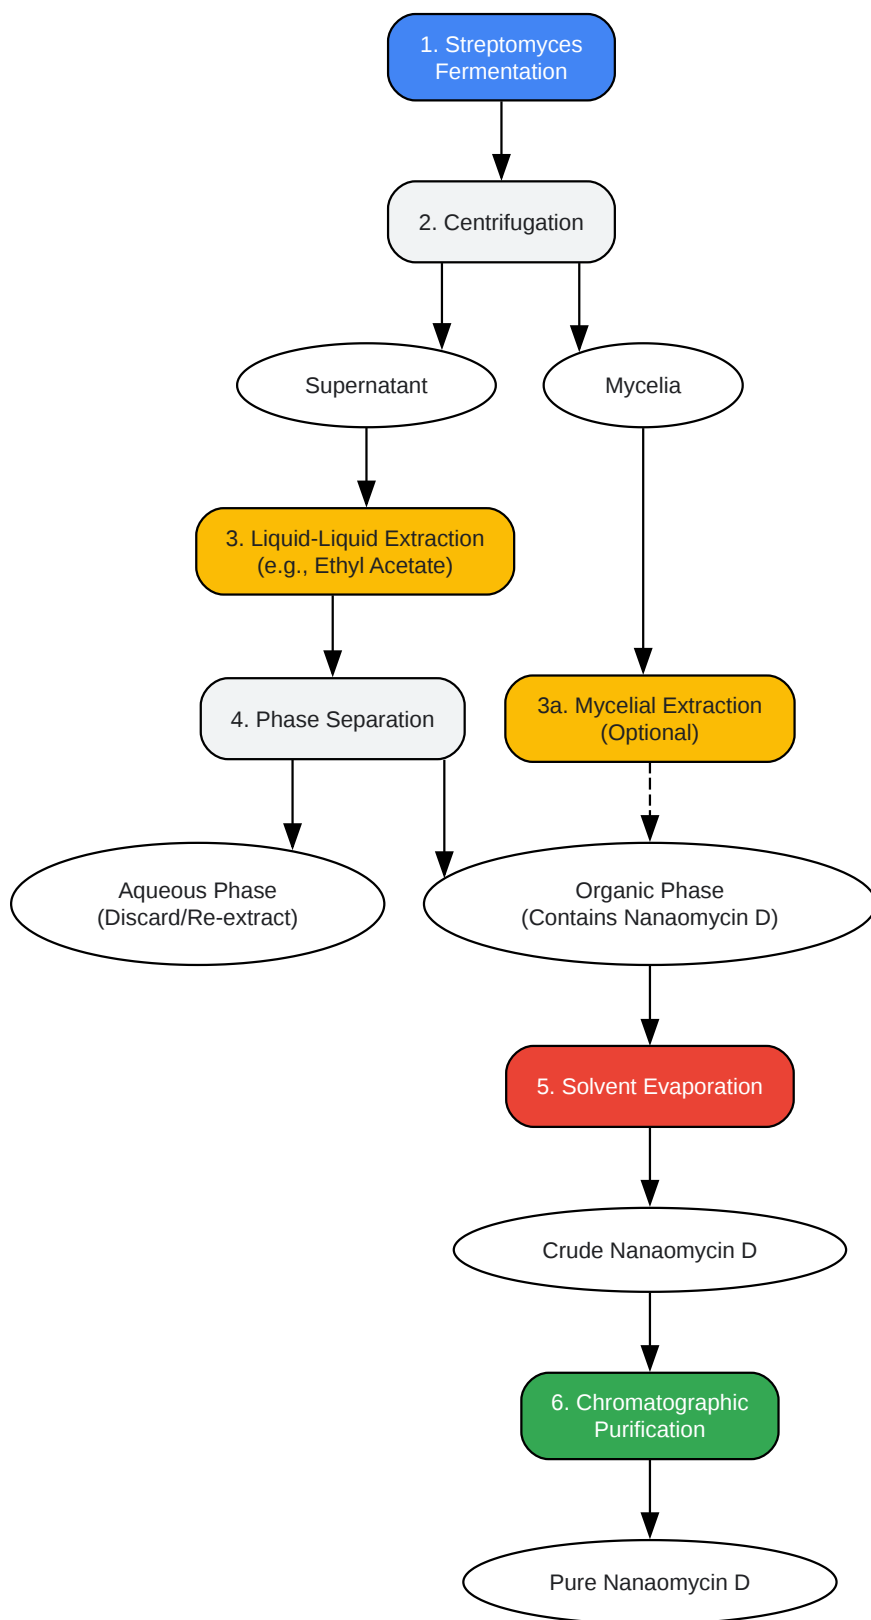 1. Streptomyces
Fermentation
2. Centrifugation
Supernatant
Mycelia
3. Liquid-Liquid Extraction
(e.g., Ethyl Acetate)
4. Phase Separation
3a. Mycelial Extraction
(Optional)
Aqueous Phase
(Discard/Re-extract)
Organic Phase
(Contains Nanaomycin D)
5. Solvent Evaporation
Crude Nanaomycin D
6. Chromatographic
Purification
Pure Nanaomycin D